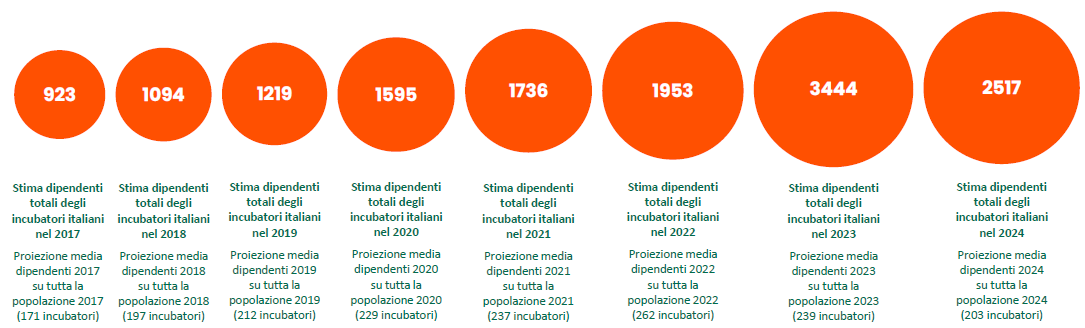 923
1094
1219
1595
1736
1953
3444
2517
Stima dipendenti
totali degli
incubatori italiani
nel 2017
Proiezione media
dipendenti 2017
su tutta la
popolazione 2017
(171 incubatori)
Stima dipendenti
totali degli
incubatori italiani
nel 2018
Proiezione media
dipendenti 2018
su tutta la
popolazione 2018
(197 incubatori)
Stima dipendenti
totali degli
incubatori italiani
nel 2019
Proiezione media
dipendenti 2019
su tutta la
popolazione 2019
(212 incubatori)
Stima dipendenti
totali degli
incubatori italiani
nel 2020
Proiezione media
dipendenti 2020
su tutta la
popolazione 2020
(229 incubatori)
Stima dipendenti
totali degli
incubatori italiani
nel 2021
Proiezione media
dipendenti 2021
su tutta la
popolazione 2021
(237 incubatori)
Stima dipendenti
totali degli
incubatori italiani
nel 2022
Proiezione media
dipendenti 2022
su tutta la
popolazione 2022
(262 incubatori)
Stima dipendenti
totali degli
incubatori italiani
nel 2023
Proiezione media
dipendenti 2023
su tutta la
popolazione 2023
(239 incubatori)
Stima dipendenti
totali degli
incubatori italiani
nel 2024
Proiezione media
dipendenti 2024
su tutta la
popolazione 2024
(203 incubatori)